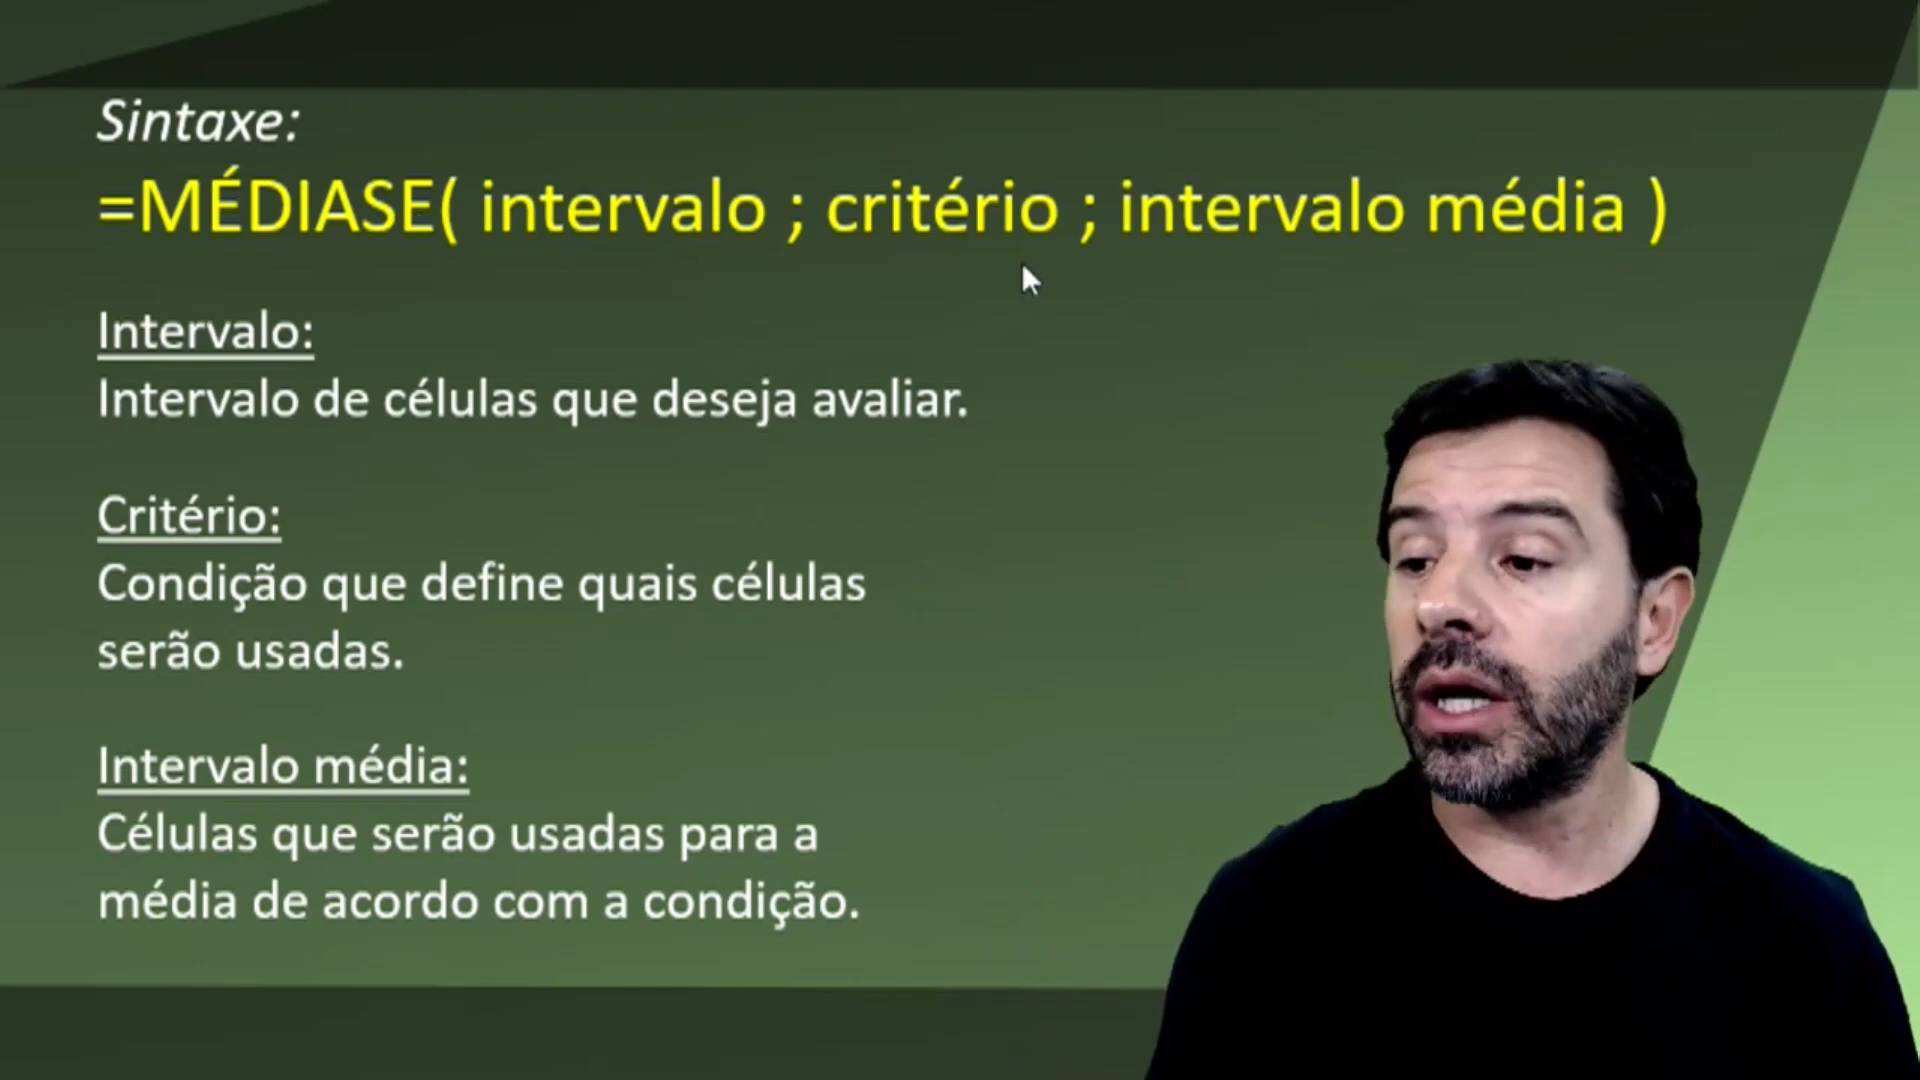 Sintaxe:
=MÉDIASE( intervalo ; critério ; intervalo média )
Intervalo:
Intervalo de células que deseja avaliar.
Critério:
Condição que define quais células
serão usadas.
Intervalo média:
Células que serão usadas para a
média de acordo com a condição.